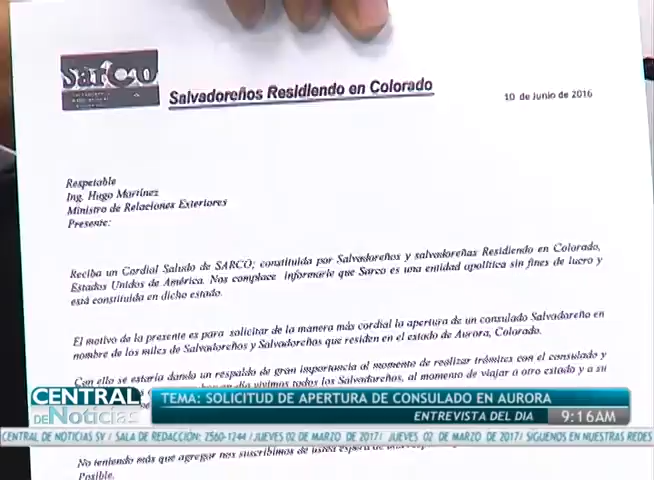 SarCO
Salvadoreños Residiendo en Colorado
10 de Junio de 2016
Respetable
Ing. Hugo Martínez
Ministro de Relaciones Exteriores
Presente:
Reciba un Cordial Saludo de SARCO; constituida por Salvadoreños y salvadoreñas Residiendo en Colorado,
Estados Unidos de América. Nos complace informarle que Sarco es una entidad apolítica sin fines de lucro y
está constituida en dicho estado.
El motivo de la presente es para solicitar de la manera más cordial la apertura de un consulado Salvadoreño en
nombre de los miles de Salvadoreños y Salvadoreñas que residen en el estado de Aurora, Colorado.
Con ello se estaría dando un respaldo de gran importancia al momento de realizar trámites con el consulado y
en día vivimos todos los Salvadoreños, al momento de viajar a otro estado y a su
CENTRAL
DE Noticias
TEMA: SOLICITUD DE APERTURA DE CONSULADO EN AURORA
ENTREVISTA DEL DIA
9:16AM
CENTRAL DE NOTICIAS SV / SALA DE REDACCIÓN: 2560-1244 / JUEVES 02 DE MARZO DE 2017/ JUEVES 02 DE MARZO DE 2017/ SÍGUENOS EN NUESTRAS REDES
No teniendo más que agregar nos suscribimos de usted
Posible.